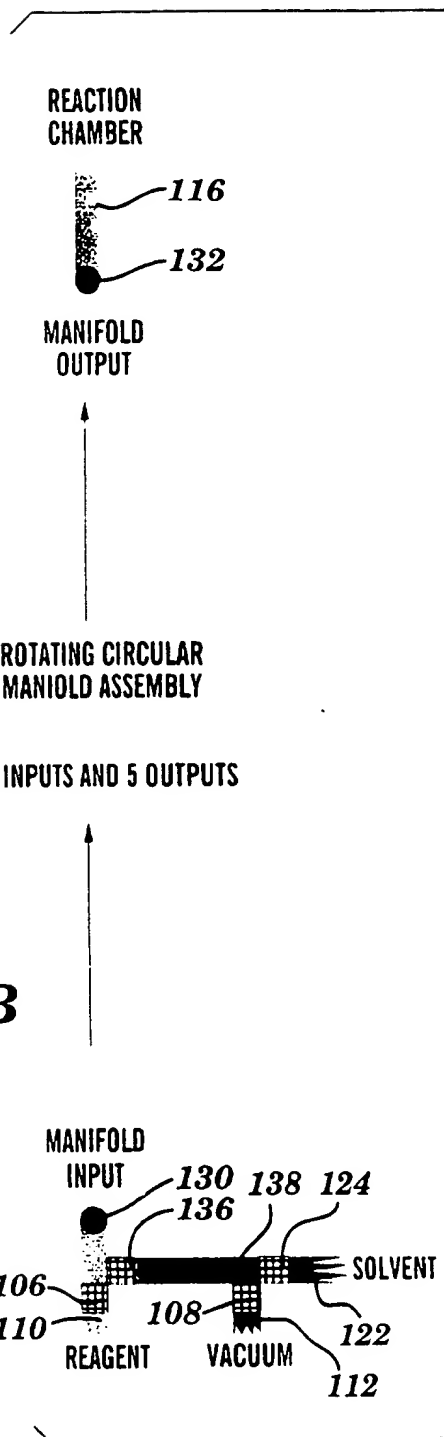 REACTION
CHAMBER
116
132
MANIFOLD
OUTPUT
ROTATING CIRCULAR
MANIOLD ASSEMBLY
INPUTS AND 5 OUTPUTS
MANIFOLD
INPUT
130 138 124
136
SOLVENT
106
108
122
110
REAGENT VACUUM
112